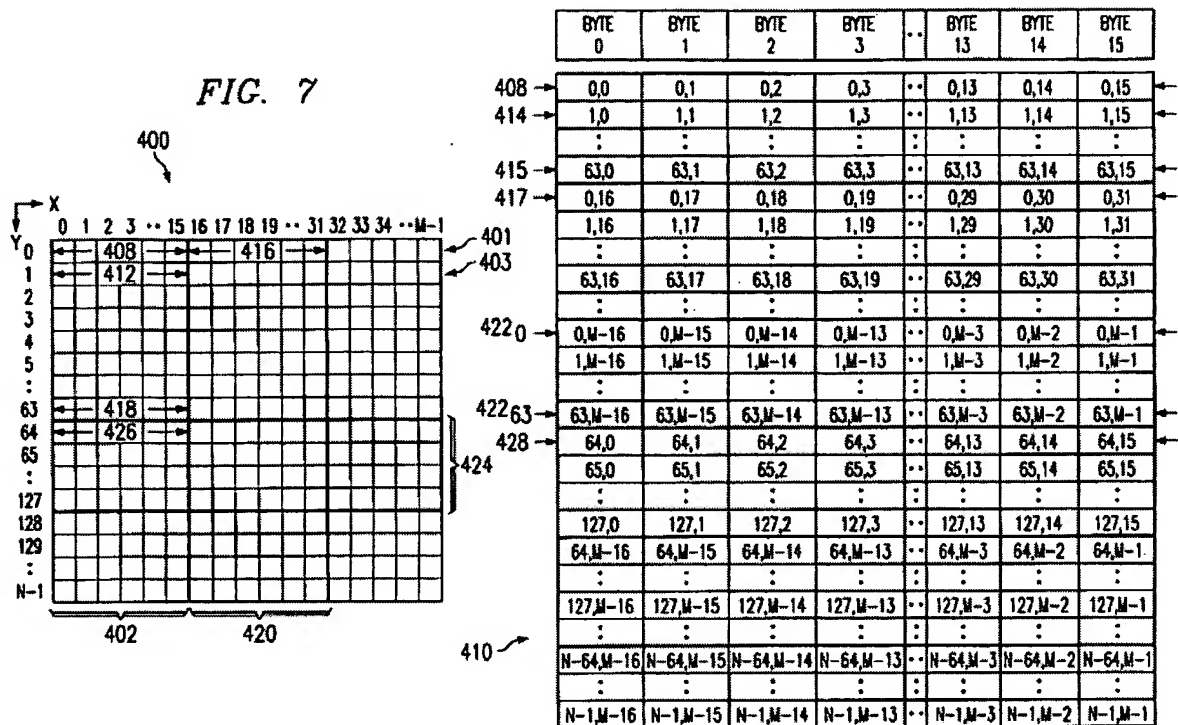 FIG. 7
400
X
0 1 2 3 ·· 15 16 17 18 19 ·· 31 32 33 34 ··M-1
Y
0 408 416 401
1 412 403
2
3
4
5
:
63 418
64 426
65
:
424
127
128
129
:
N-1
402 420
BYTE 0 BYTE 1 BYTE 2 BYTE 3 ·· BYTE 13 BYTE 14 BYTE 15
408 0,0 0,1 0,2 0,3 ·· 0,13 0,14 0,15
414 1,0 1,1 1,2 1,3 ·· 1,13 1,14 1,15
: : : : : : : :
415 63,0 63,1 63,2 63,3 ·· 63,13 63,14 63,15
417 0,16 0,17 0,18 0,19 ·· 0,29 0,30 0,31
1,16 1,17 1,18 1,19 ·· 1,29 1,30 1,31
: : : : : : : :
63,16 63,17 63,18 63,19 ·· 63,29 63,30 63,31
: : : : : : : :
422 0 0,M-16 0,M-15 0,M-14 0,M-13 ·· 0,M-3 0,M-2 0,M-1
1,M-16 1,M-15 1,M-14 1,M-13 ·· 1,M-3 1,M-2 1,M-1
: : : : : : : :
422 63 63,M-16 63,M-15 63,M-14 63,M-13 ·· 63,M-3 63,M-2 63,M-1
428 64,0 64,1 64,2 64,3 ·· 64,13 64,14 64,15
65,0 65,1 65,2 65,3 ·· 65,13 65,14 65,15
: : : : : : : :
127,0 127,1 127,2 127,3 ·· 127,13 127,14 127,15
64,M-16 64,M-15 64,M-14 64,M-13 ·· 64,M-3 64,M-2 64,M-1
: : : : : : : :
127,M-16 127,M-15 127,M-14 127,M-13 ·· 127,M-3 127,M-2 127,M-1
: : : : : : : :
410 N-64,M-16 N-64,M-15 N-64,M-14 N-64,M-13 ·· N-64,M-3 N-64,M-2 N-64,M-1
: : : : : : : :
N-1,M-16 N-1,M-15 N-1,M-14 N-1,M-13 ·· N-1,M-3 N-1,M-2 N-1,M-1